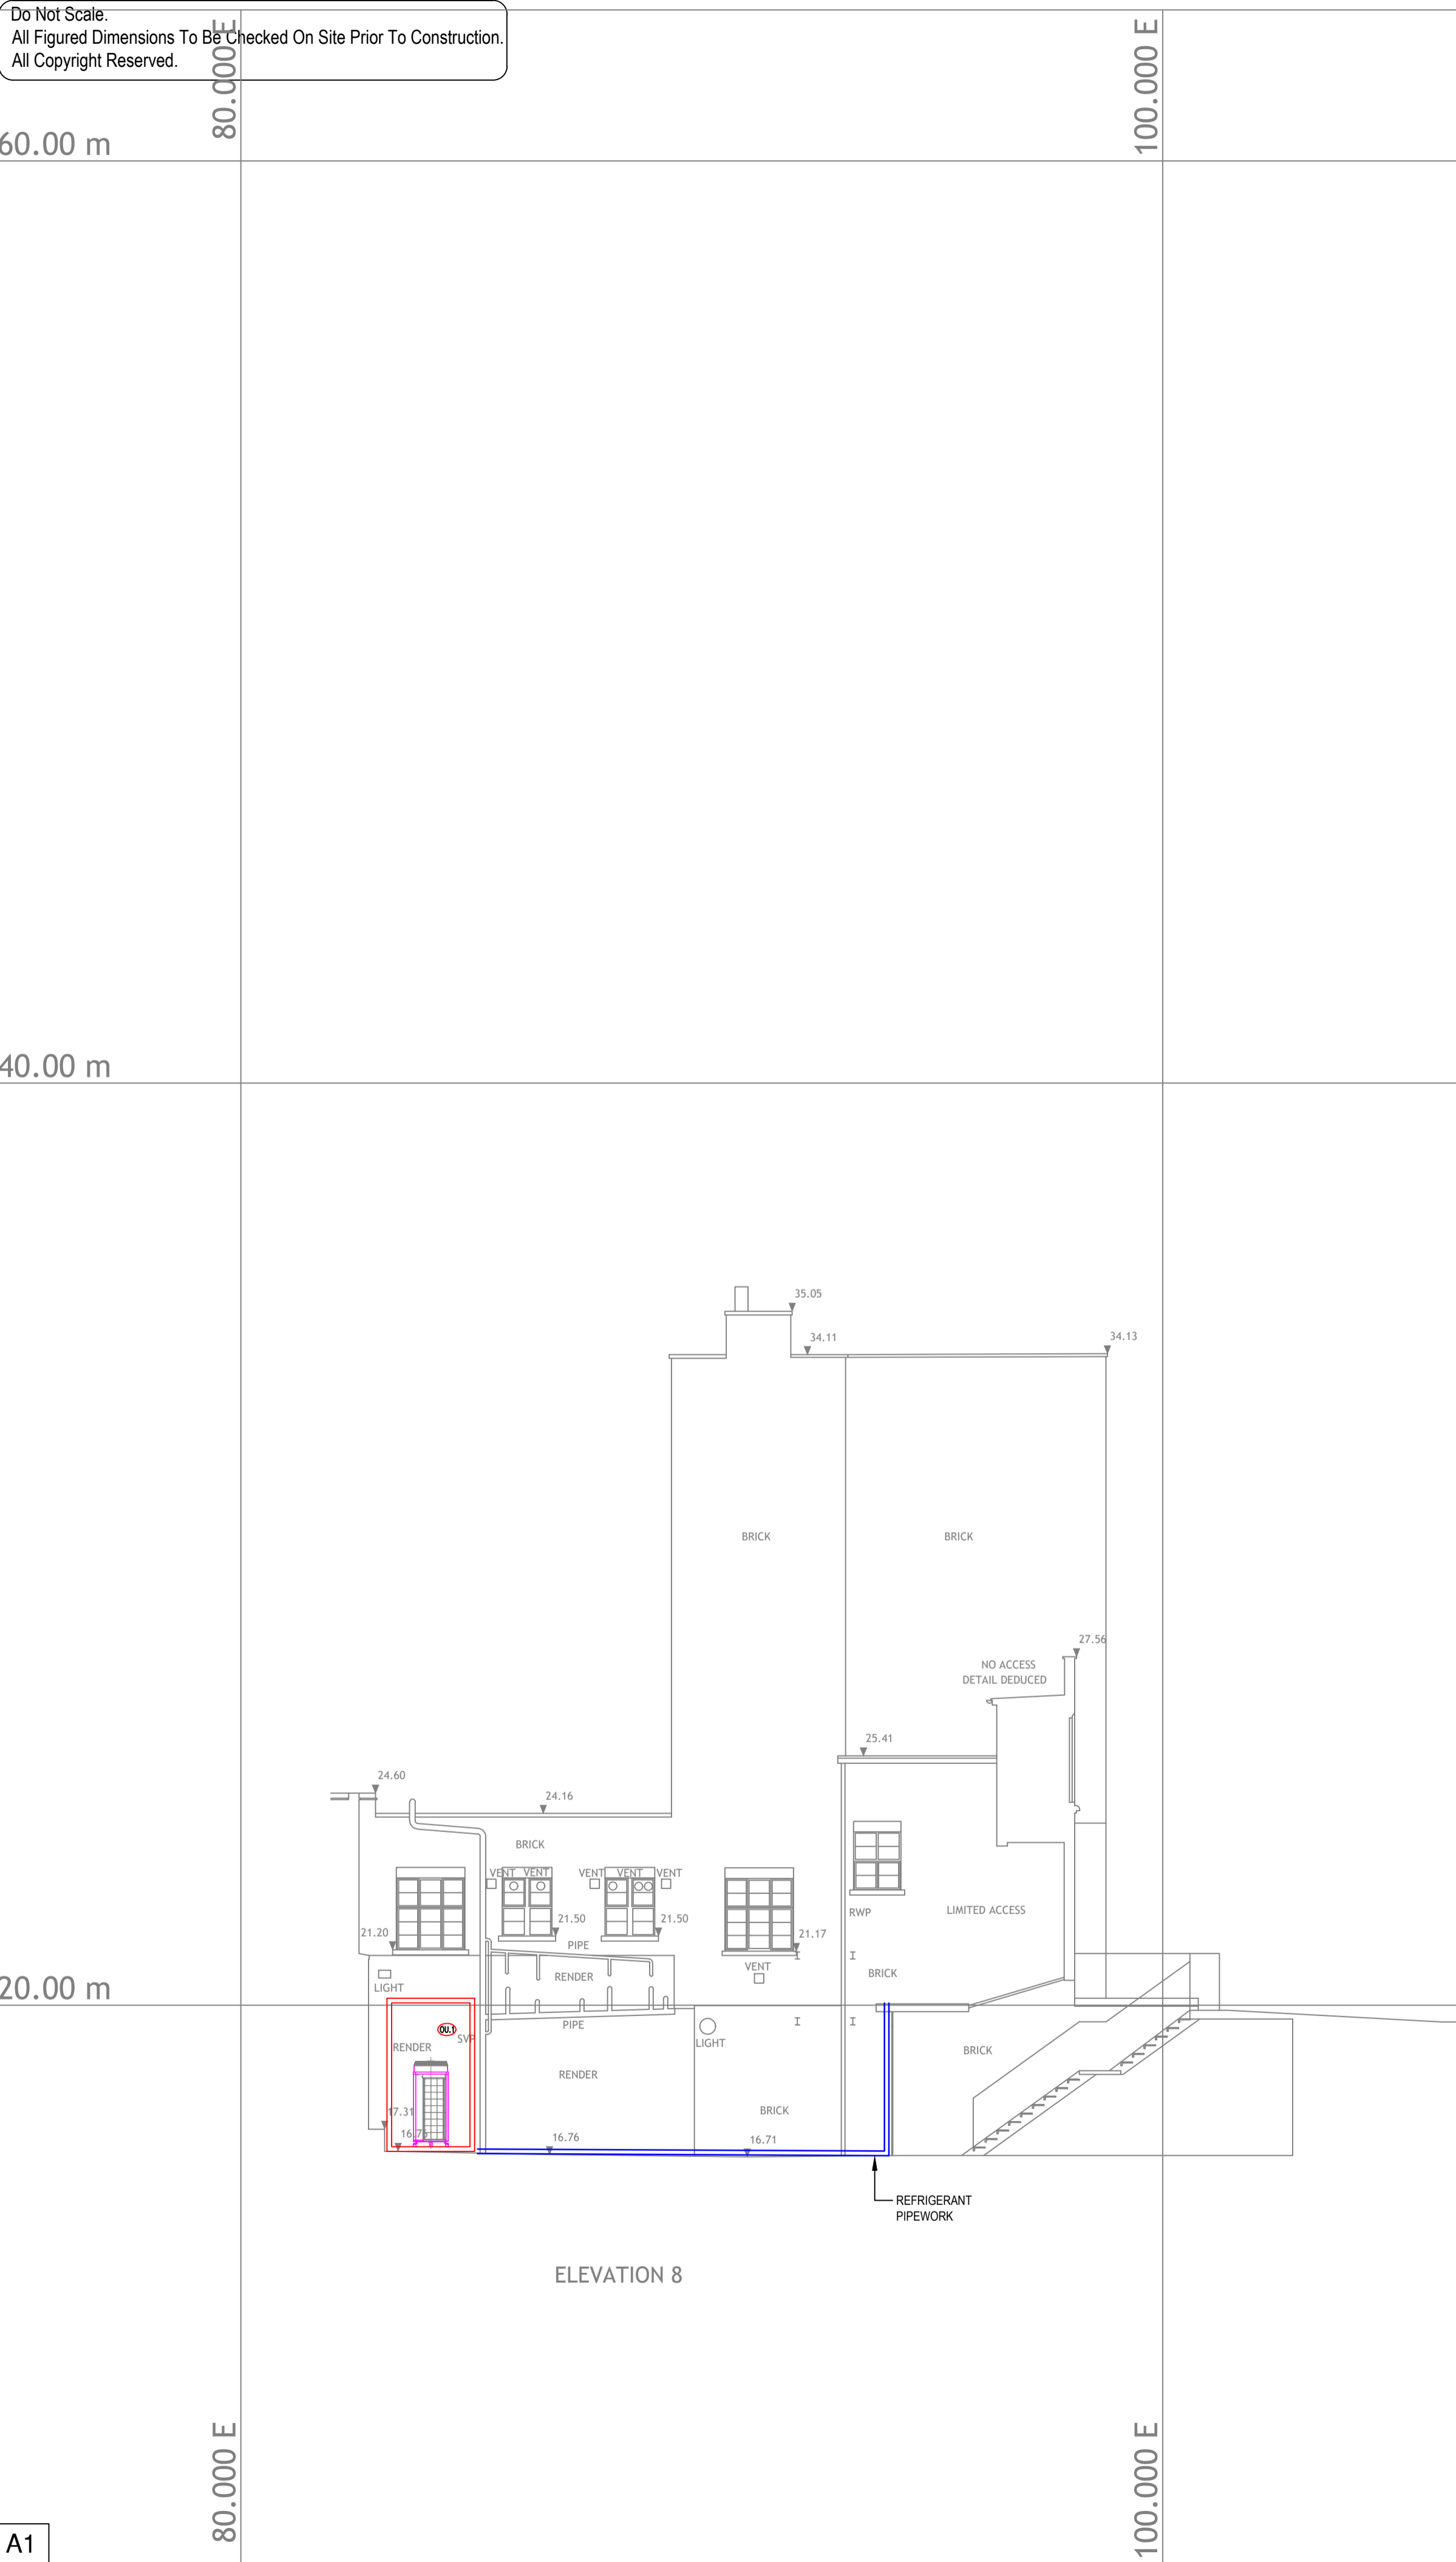 Do Not Scale.
All Figured Dimensions To Be Checked On Site Prior To Construction.
All Copyright Reserved.
80.000 E
100.000 E
60.00 m
40.00 m
35.05
34.11
34.13
BRICK
BRICK
27.56
NO ACCESS
DETAIL DEDUCED
25.41
24.60
24.16
BRICK
VENT
VENT
VENT
VENT
VENT
21.50
21.50
RWP
LIMITED ACCESS
21.20
21.17
PIPE
VENT
BRICK
RENDER
LIGHT
20.00 m
PIPE
OU.1
SVP
LIGHT
RENDER
BRICK
RENDER
17.31
BRICK
16.76
16.76
16.71
REFRIGERANT
PIPEWORK
ELEVATION 8
80.000 E
100.000 E
A1